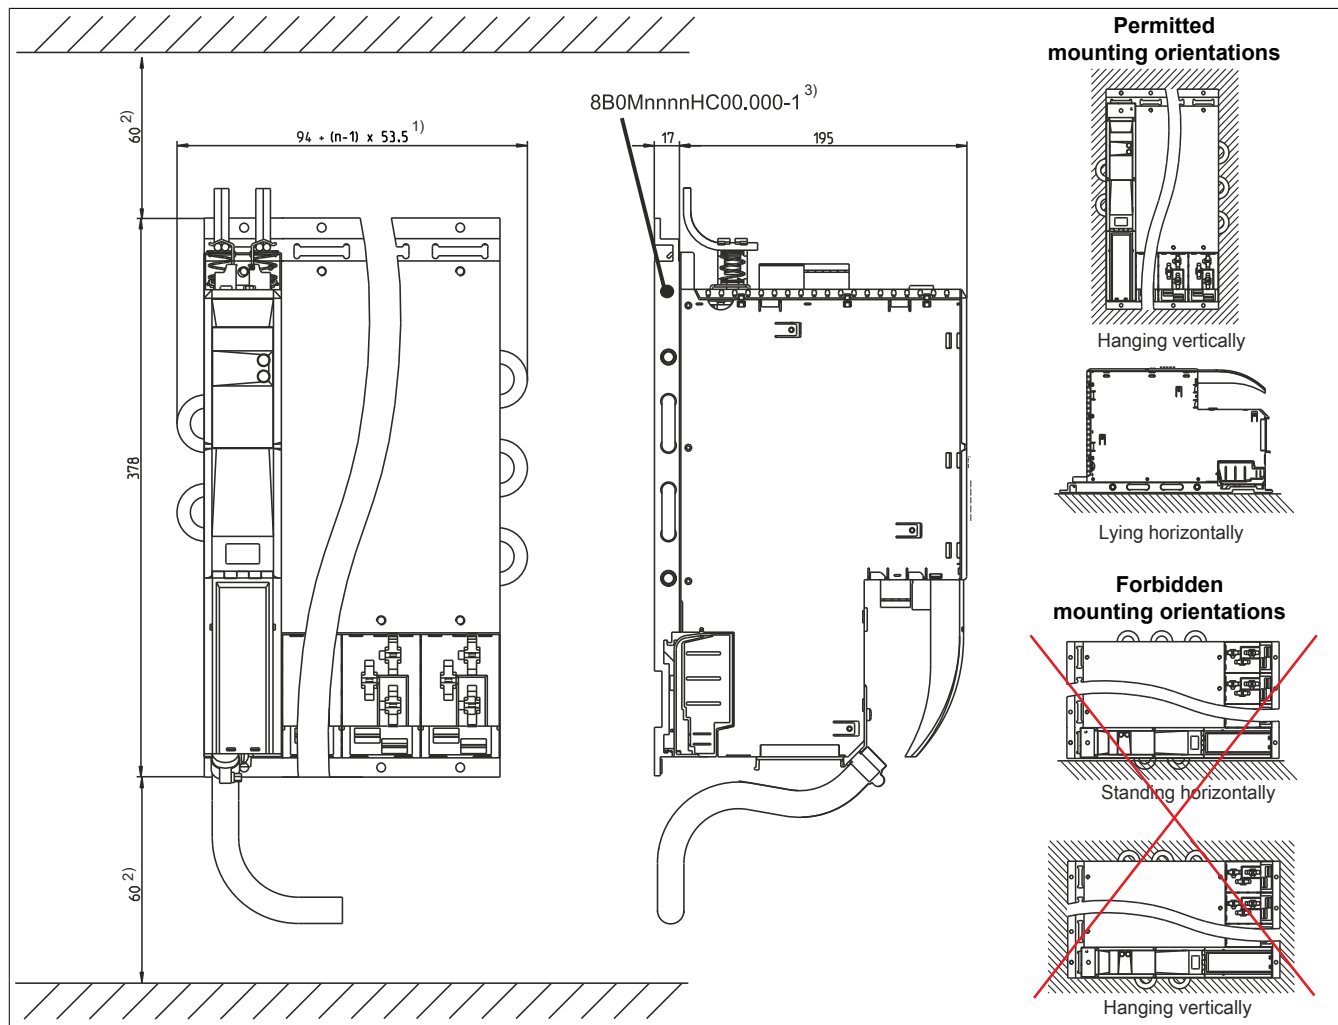 Permitted
mounting orientations
8B0MnnnnHC00.000-1 3)
60 2)
94 + (n-1) x 53.5 1)
17
195
378
60 2)
Hanging vertically
Lying horizontally
Forbidden
mounting orientations
Standing horizontally
Hanging vertically